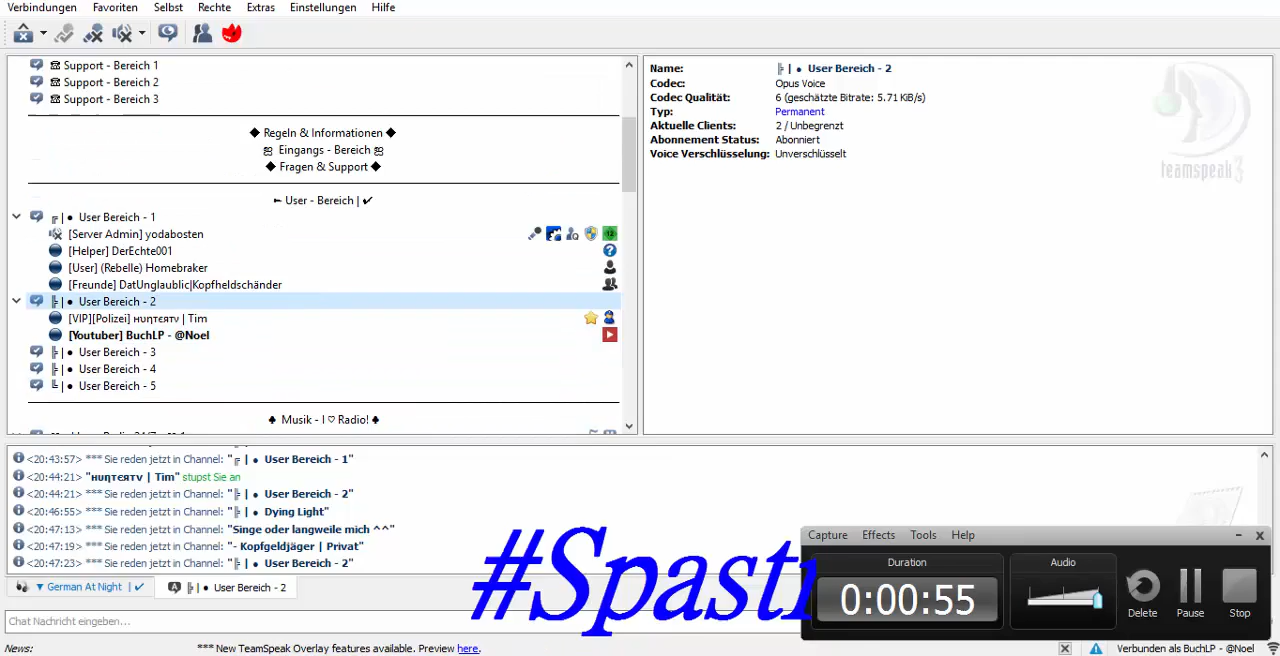 Verbindungen Favoriten Selbst Rechte Extras Einstellungen Hilfe
☎ Support - Bereich 1
☎ Support - Bereich 2
☎ Support - Bereich 3
◆ Regeln & Informationen ◆
ஐ Eingangs - Bereich ஐ
◆ Fragen & Support ◆
⊷ User - Bereich | ✔
╔ | ● User Bereich - 1
[Server Admin] yodabosten
[Helper] DerEchte001
[User] (Rebelle) Homebraker
[Freunde] DatUnglaublic|Kopfheldschänder
╠ | ● User Bereich - 2
[VIP][Polizei] нυηтεятν | Tim
[Youtuber] BuchLP - @Noel
╠ | ● User Bereich - 3
╠ | ● User Bereich - 4
╚ | ● User Bereich - 5
♣ Musik - I ♡ Radio! ♣
Name: ╠ | ● User Bereich - 2
Codec: Opus Voice
Codec Qualität: 6 (geschätzte Bitrate: 5.71 KiB/s)
Typ: Permanent
Aktuelle Clients: 2 / Unbegrenzt
Abonnement Status: Abonniert
Voice Verschlüsselung: Unverschlüsselt
teamspeak 3
<20:43:57> *** Sie reden jetzt in Channel: "╔ | ● User Bereich - 1"
<20:44:21> "нυηтεятν | Tim" stupst Sie an
<20:44:21> *** Sie reden jetzt in Channel: "╠ | ● User Bereich - 2"
<20:46:55> *** Sie reden jetzt in Channel: "╠ | ● Dying Light"
<20:47:13> *** Sie reden jetzt in Channel: "Singe oder langweile mich ^^"
<20:47:19> *** Sie reden jetzt in Channel: "- Kopfgeldjäger | Privat"
<20:47:23> *** Sie reden jetzt in Channel: "╠ | ● User Bereich - 2"
▼ German At Night | ✔ ╠ | ● User Bereich - 2
Chat Nachricht eingeben...
News: *** New TeamSpeak Overlay features available. Preview here. Verbunden als BuchLP - @Noel
#Spasti
Capture Effects Tools Help
Duration Audio
0:00:55
Delete Pause Stop